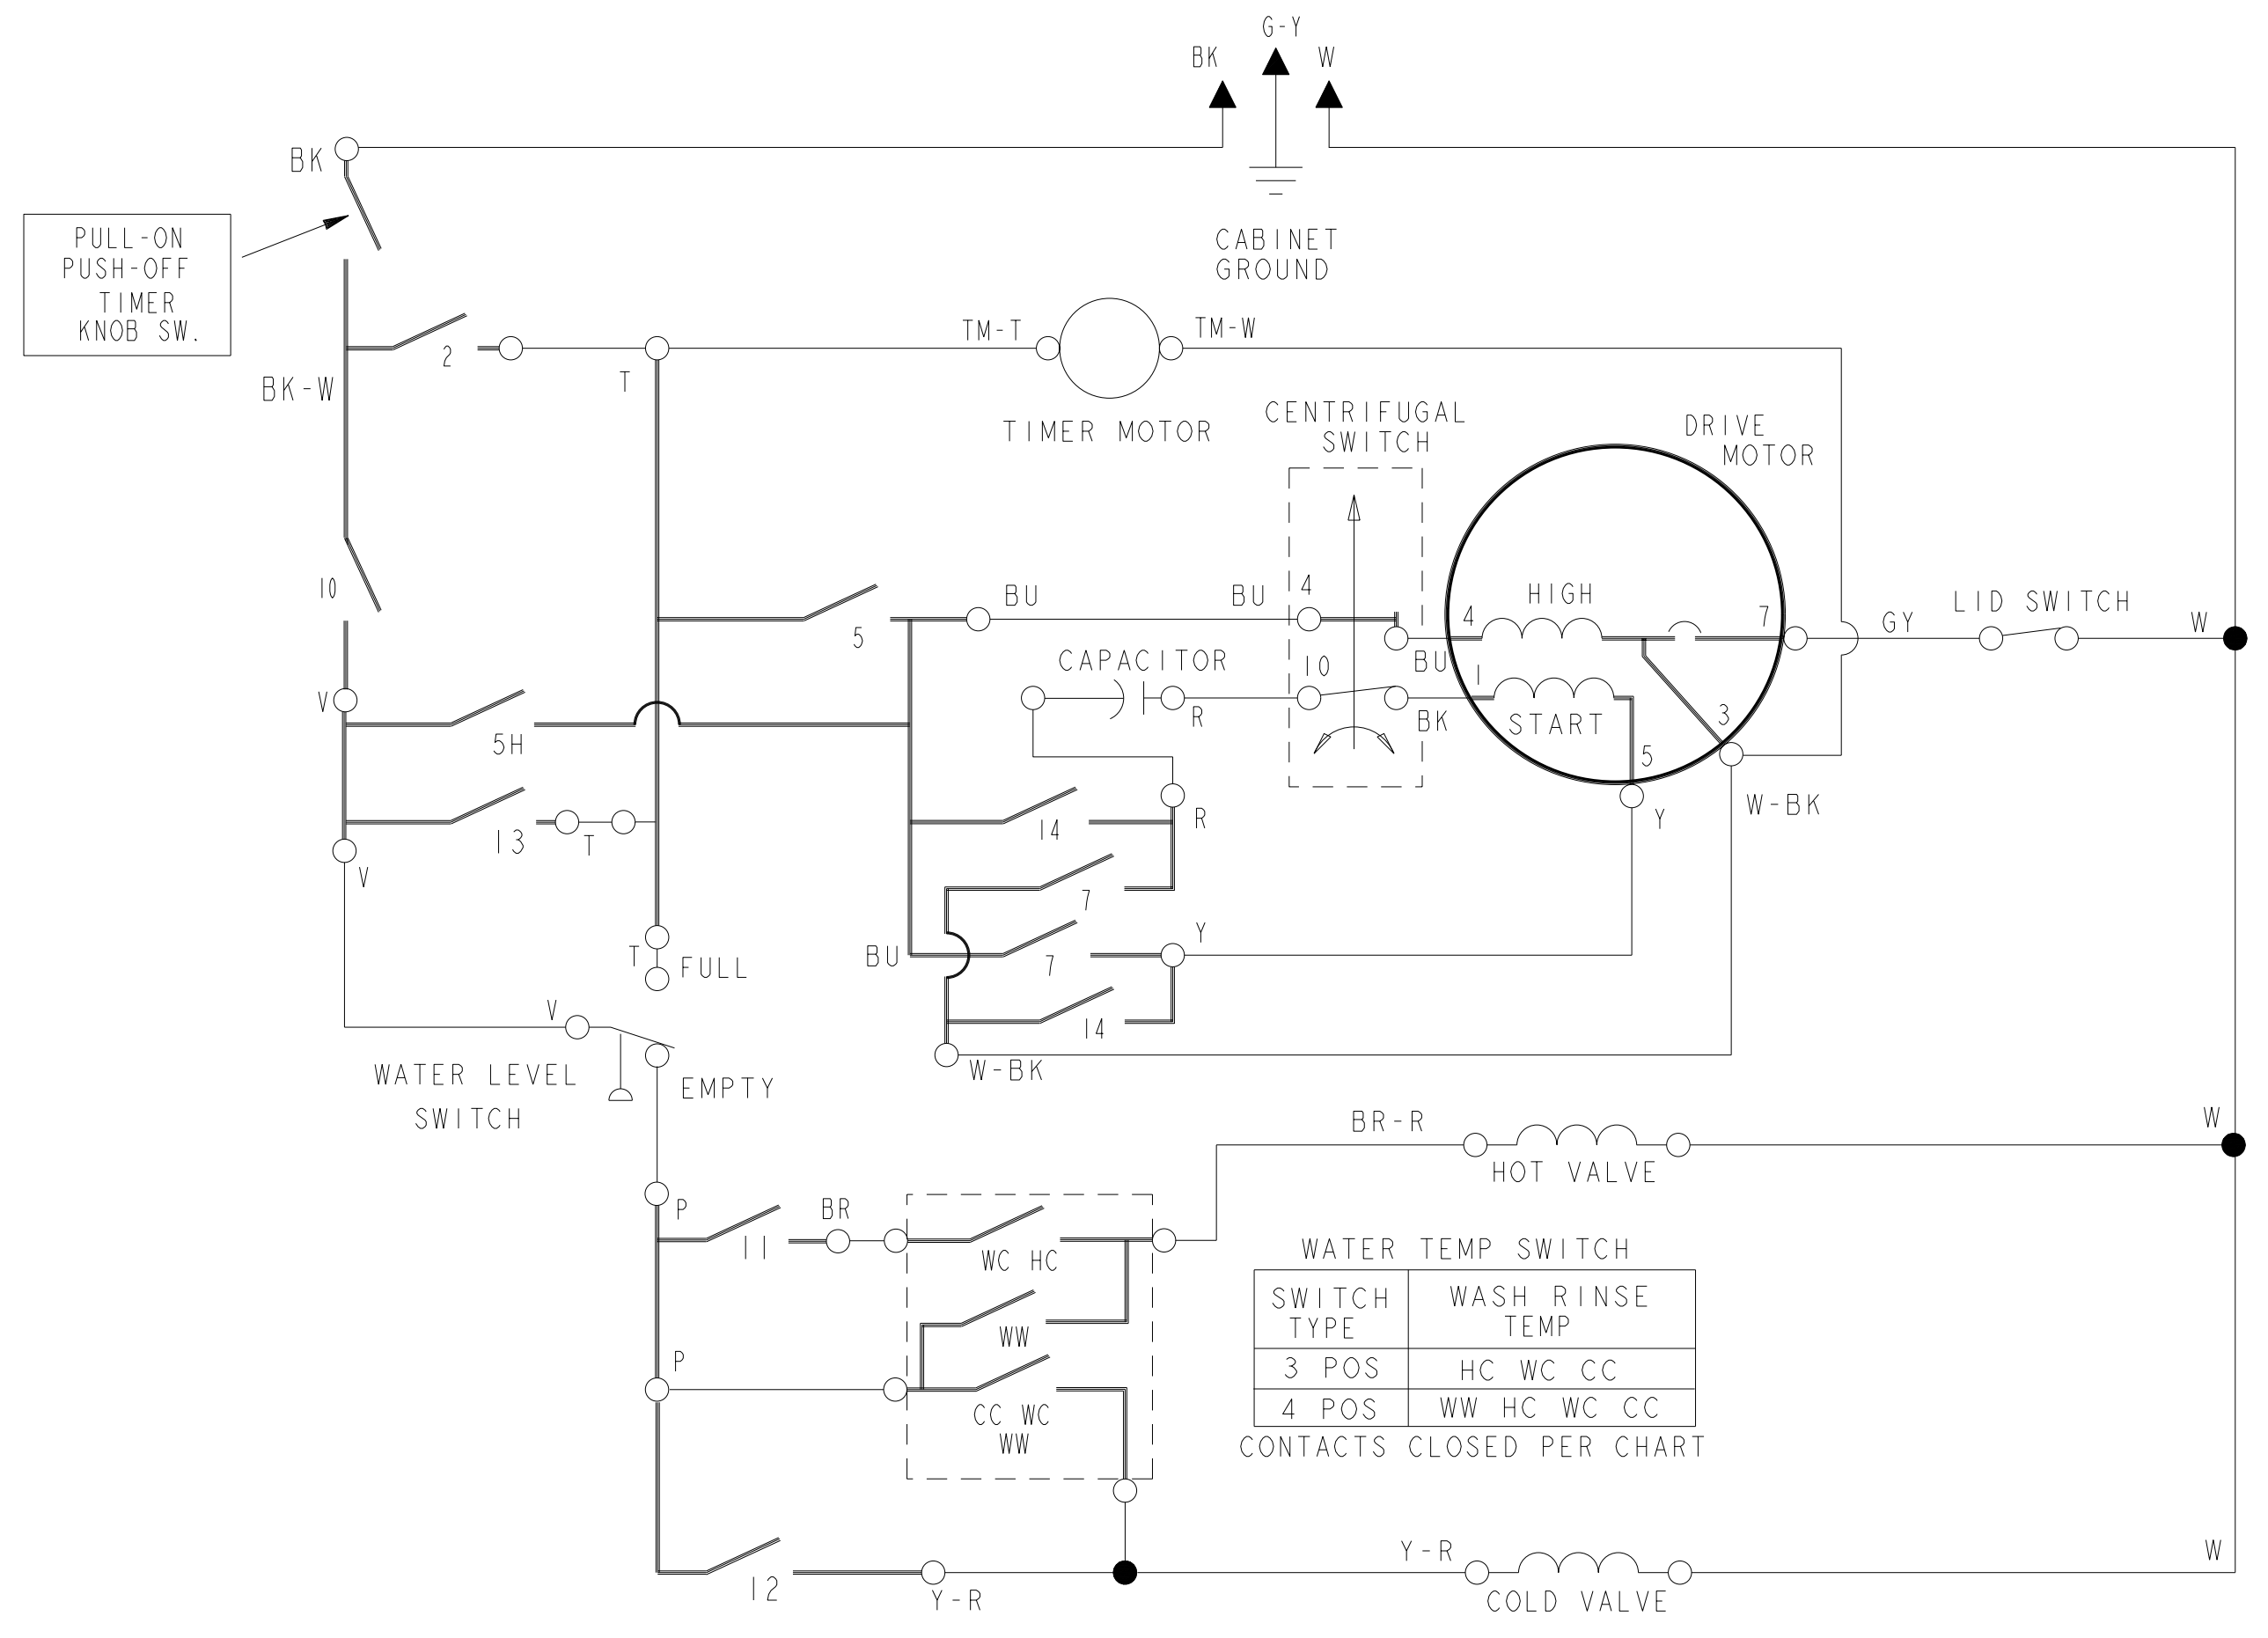 G-Y
BK
W
BK
PULL-ON
PUSH-OFF
TIMER
KNOB SW.
CABINET
GROUND
2
T
TM-T
TM-W
BK-W
TIMER MOTOR
CENTRIFUGAL
SWITCH
DRIVE
MOTOR
10
5
BU
BU
4
4
HIGH
7
GY
LID SWITCH
W
CAPACITOR
10
BU
1
V
5H
R
BK
START
3
5
13
T
14
R
Y
W-BK
V
7
T
FULL
BU
7
Y
V
14
WATER LEVEL
SWITCH
EMPTY
W-BK
BR-R
W
HOT VALVE
P
11
BR
WC HC
WATER TEMP SWITCH
SWITCH
TYPE
WASH RINSE
TEMP
WW
P
3 POS
HC WC CC
CC WC
WW
4 POS
WW HC WC CC
CONTACTS CLOSED PER CHART
12
Y-R
Y-R
COLD VALVE
W